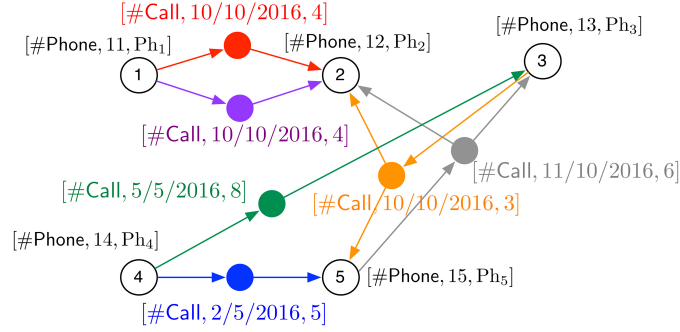 [#Call, 10/10/2016, 4]
[#Phone, 11, Ph₁]
[#Phone, 12, Ph₂]
[#Phone, 13, Ph₃]
1
2
3
[#Call, 10/10/2016, 4]
[#Call, 11/10/2016, 6]
[#Call, 5/5/2016, 8]
[#Call, 10/10/2016, 3]
[#Phone, 14, Ph₄]
4
5
[#Phone, 15, Ph₅]
[#Call, 2/5/2016, 5]